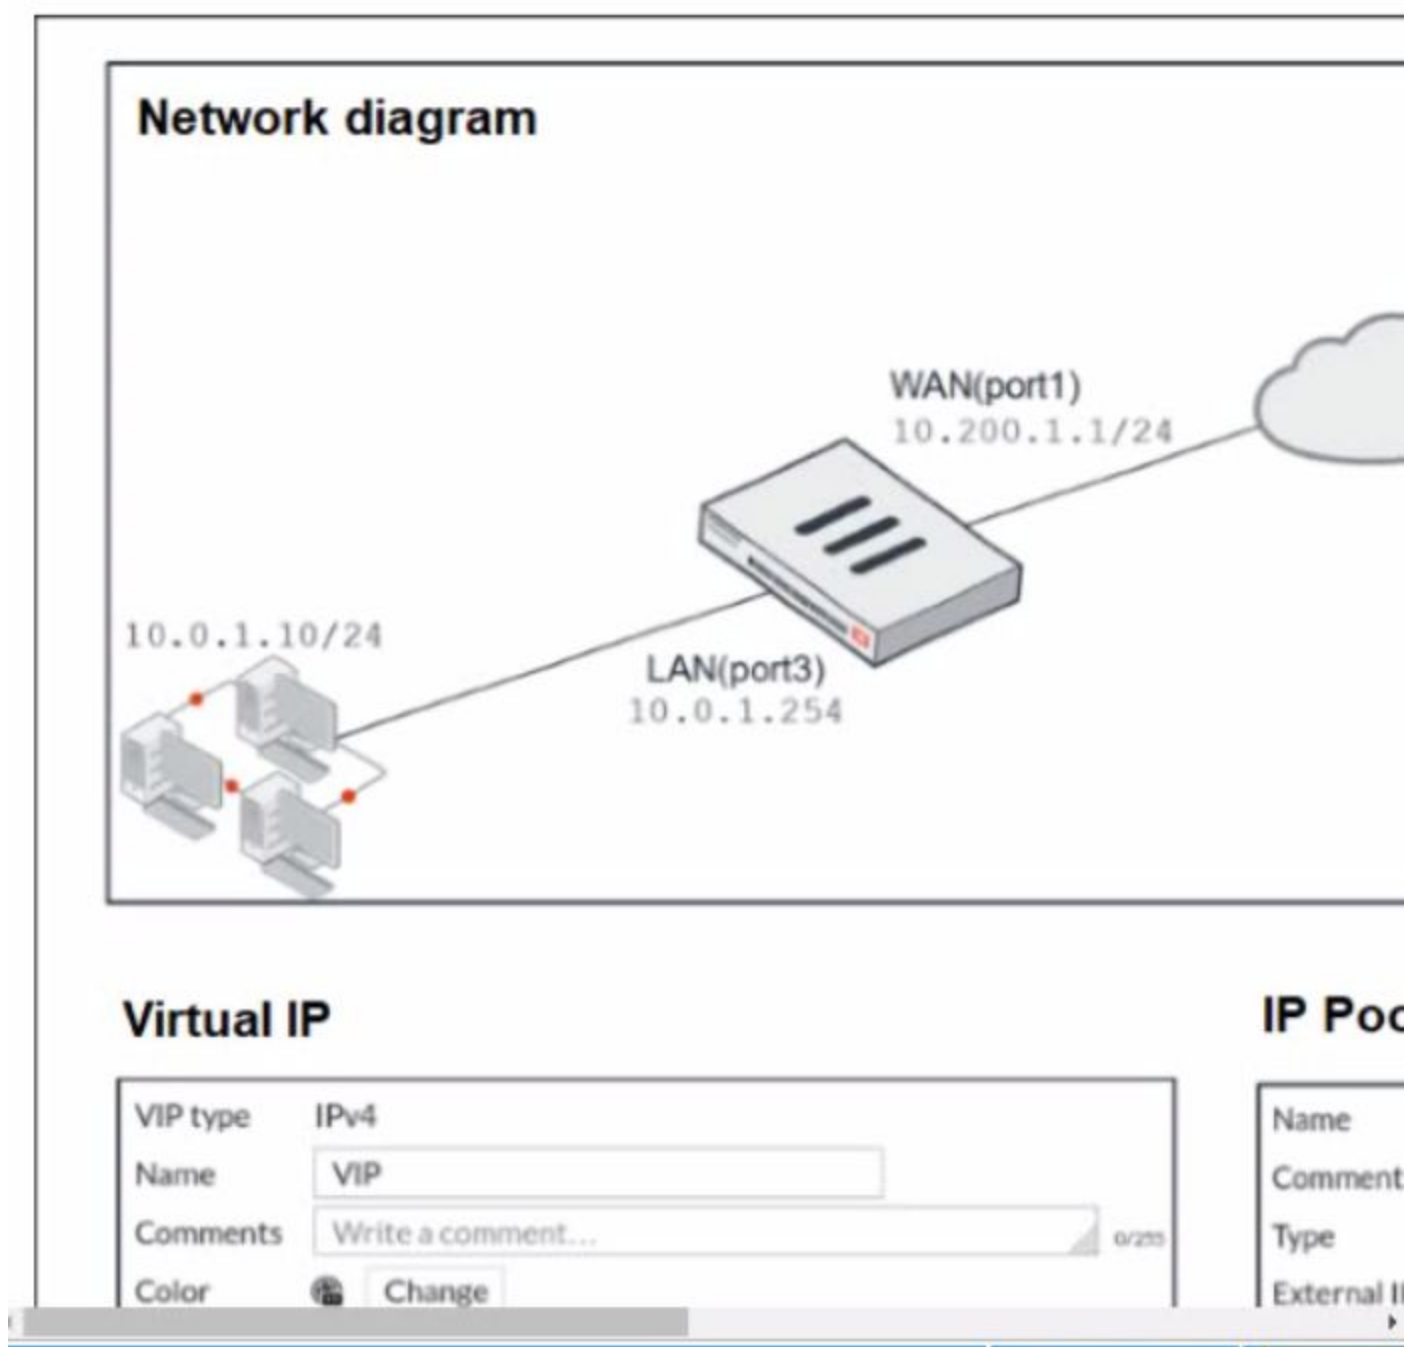 Network diagram
WAN(port1)
10.200.1.1/24
10.0.1.10/24
LAN(port3)
10.0.1.254
Virtual IP
VIP type IPv4
Name VIP
Comments Write a comment... 0/255
Color Change
IP Poo
Name
Comment
Type
External I